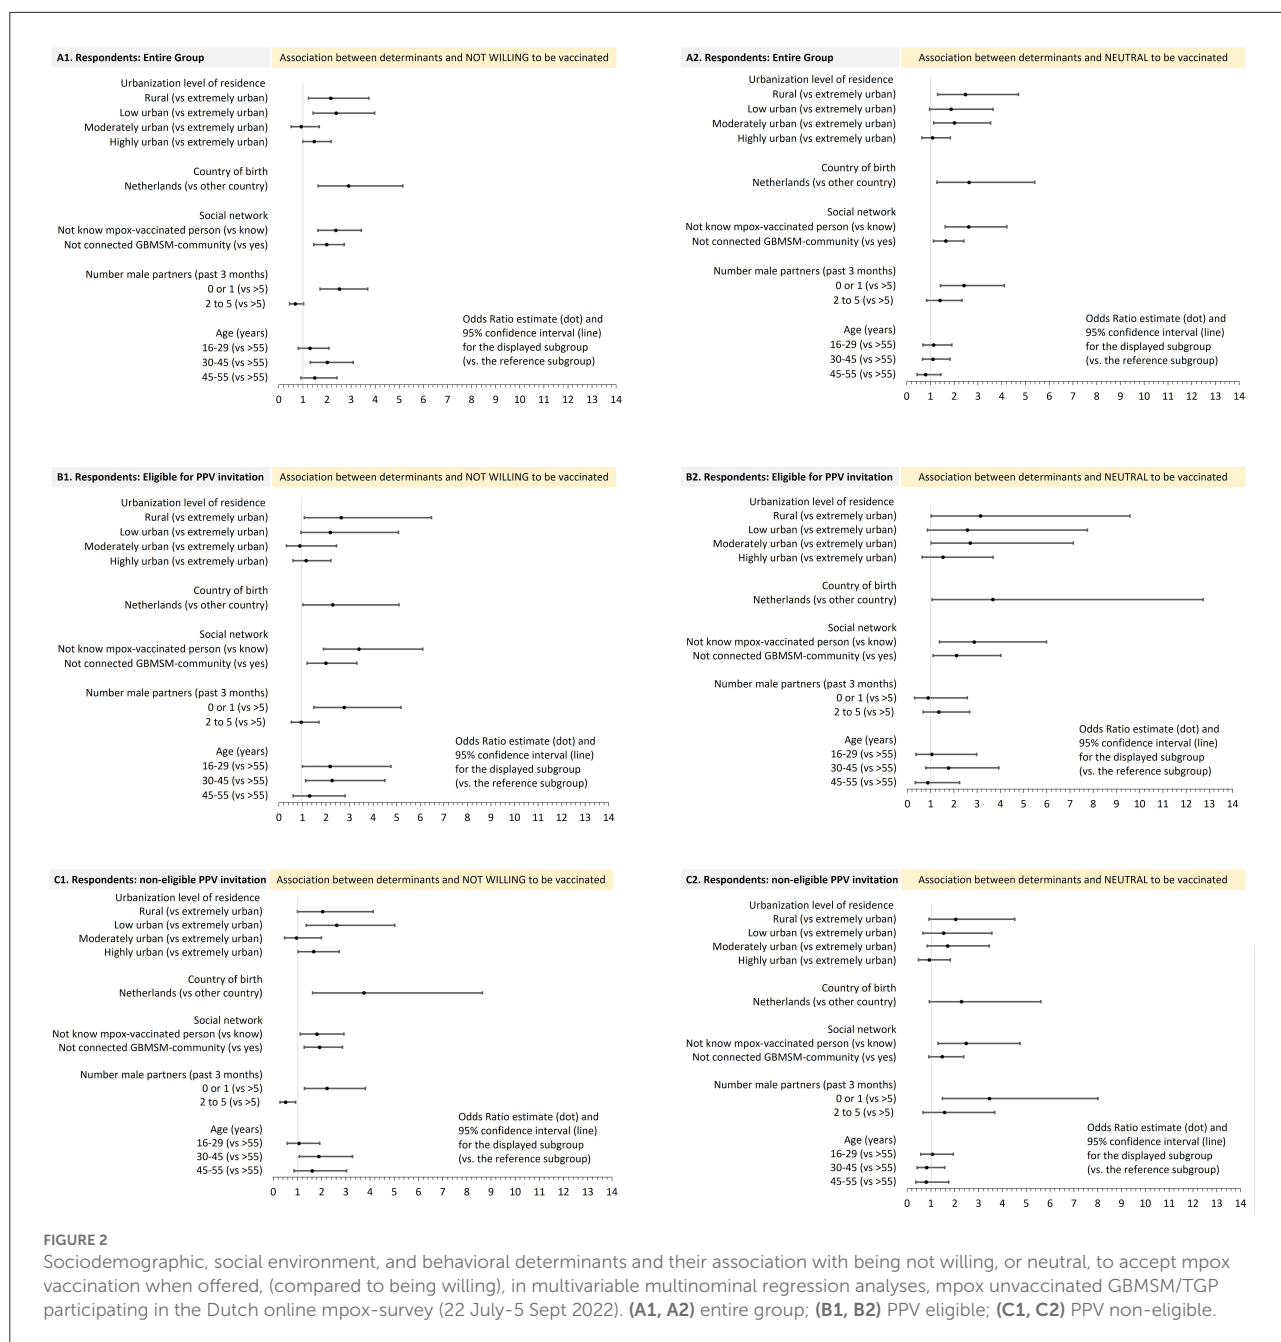 A1. Respondents: Entire Group
Association between determinants and NOT WILLING to be vaccinated
Urbanization level of residence
Rural (vs extremely urban)
Low urban (vs extremely urban)
Moderately urban (vs extremely urban)
Highly urban (vs extremely urban)
Country of birth
Netherlands (vs other country)
Social network
Not know mpox-vaccinated person (vs know)
Not connected GBMSM-community (vs yes)
Number male partners (past 3 months)
0 or 1 (vs >5)
2 to 5 (vs >5)
Age (years)
16-29 (vs >55)
30-45 (vs >55)
45-55 (vs >55)
Odds Ratio estimate (dot) and
95% confidence interval (line)
for the displayed subgroup
(vs. the reference subgroup)
0 1 2 3 4 5 6 7 8 9 10 11 12 13 14
A2. Respondents: Entire Group
Association between determinants and NEUTRAL to be vaccinated
Urbanization level of residence
Rural (vs extremely urban)
Low urban (vs extremely urban)
Moderately urban (vs extremely urban)
Highly urban (vs extremely urban)
Country of birth
Netherlands (vs other country)
Social network
Not know mpox-vaccinated person (vs know)
Not connected GBMSM-community (vs yes)
Number male partners (past 3 months)
0 or 1 (vs >5)
2 to 5 (vs >5)
Age (years)
16-29 (vs >55)
30-45 (vs >55)
45-55 (vs >55)
Odds Ratio estimate (dot) and
95% confidence interval (line)
for the displayed subgroup
(vs. the reference subgroup)
0 1 2 3 4 5 6 7 8 9 10 11 12 13 14
B1. Respondents: Eligible for PPV invitation
Association between determinants and NOT WILLING to be vaccinated
Urbanization level of residence
Rural (vs extremely urban)
Low urban (vs extremely urban)
Moderately urban (vs extremely urban)
Highly urban (vs extremely urban)
Country of birth
Netherlands (vs other country)
Social network
Not know mpox-vaccinated person (vs know)
Not connected GBMSM-community (vs yes)
Number male partners (past 3 months)
0 or 1 (vs >5)
2 to 5 (vs >5)
Age (years)
16-29 (vs >55)
30-45 (vs >55)
45-55 (vs >55)
Odds Ratio estimate (dot) and
95% confidence interval (line)
for the displayed subgroup
(vs. the reference subgroup)
0 1 2 3 4 5 6 7 8 9 10 11 12 13 14
B2. Respondents: Eligible for PPV invitation
Association between determinants and NEUTRAL to be vaccinated
Urbanization level of residence
Rural (vs extremely urban)
Low urban (vs extremely urban)
Moderately urban (vs extremely urban)
Highly urban (vs extremely urban)
Country of birth
Netherlands (vs other country)
Social network
Not know mpox-vaccinated person (vs know)
Not connected GBMSM-community (vs yes)
Number male partners (past 3 months)
0 or 1 (vs >5)
2 to 5 (vs >5)
Age (years)
16-29 (vs >55)
30-45 (vs >55)
45-55 (vs >55)
Odds Ratio estimate (dot) and
95% confidence interval (line)
for the displayed subgroup
(vs. the reference subgroup)
0 1 2 3 4 5 6 7 8 9 10 11 12 13 14
C1. Respondents: non-eligible PPV invitation
Association between determinants and NOT WILLING to be vaccinated
Urbanization level of residence
Rural (vs extremely urban)
Low urban (vs extremely urban)
Moderately urban (vs extremely urban)
Highly urban (vs extremely urban)
Country of birth
Netherlands (vs other country)
Social network
Not know mpox-vaccinated person (vs know)
Not connected GBMSM-community (vs yes)
Number male partners (past 3 months)
0 or 1 (vs >5)
2 to 5 (vs >5)
Age (years)
16-29 (vs >55)
30-45 (vs >55)
45-55 (vs >55)
Odds Ratio estimate (dot) and
95% confidence interval (line)
for the displayed subgroup
(vs. the reference subgroup)
0 1 2 3 4 5 6 7 8 9 10 11 12 13 14
C2. Respondents: non-eligible PPV invitation
Association between determinants and NEUTRAL to be vaccinated
Urbanization level of residence
Rural (vs extremely urban)
Low urban (vs extremely urban)
Moderately urban (vs extremely urban)
Highly urban (vs extremely urban)
Country of birth
Netherlands (vs other country)
Social network
Not know mpox-vaccinated person (vs know)
Not connected GBMSM-community (vs yes)
Number male partners (past 3 months)
0 or 1 (vs >5)
2 to 5 (vs >5)
Age (years)
16-29 (vs >55)
30-45 (vs >55)
45-55 (vs >55)
Odds Ratio estimate (dot) and
95% confidence interval (line)
for the displayed subgroup
(vs. the reference subgroup)
0 1 2 3 4 5 6 7 8 9 10 11 12 13 14
FIGURE 2
Sociodemographic, social environment, and behavioral determinants and their association with being not willing, or neutral, to accept mpox
vaccination when offered, (compared to being willing), in multivariable multinominal regression analyses, mpox unvaccinated GBMSM/TGP
participating in the Dutch online mpox-survey (22 July-5 Sept 2022). (A1, A2) entire group; (B1, B2) PPV eligible; (C1, C2) PPV non-eligible.